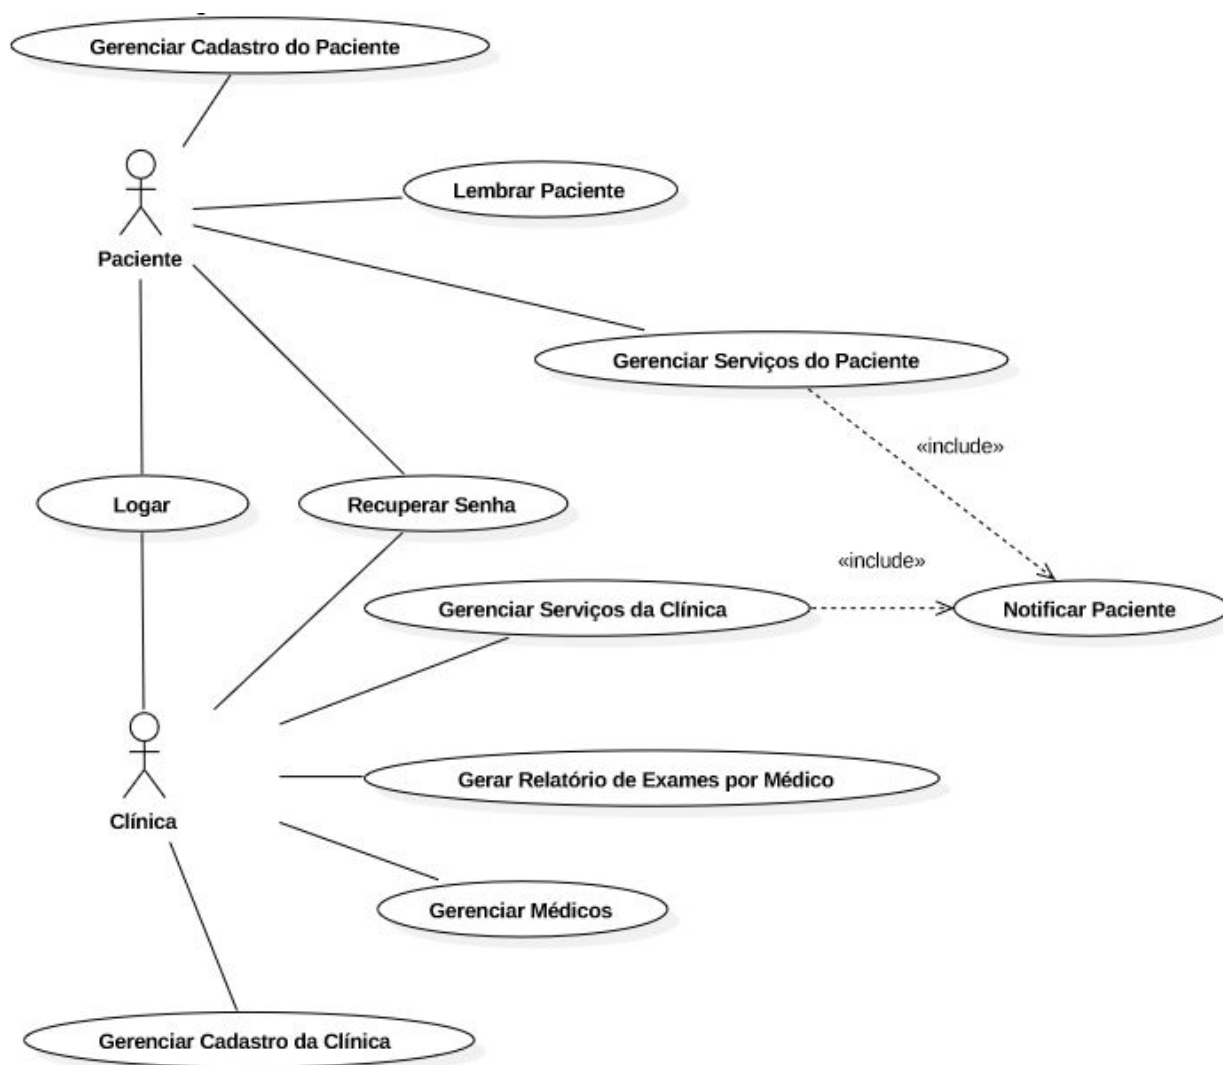 Gerenciar Cadastro do Paciente
Lembrar Paciente
Paciente
Gerenciar Serviços do Paciente
«include»
Logar
Recuperar Senha
«include»
Gerenciar Serviços da Clínica
Notificar Paciente
Gerar Relatório de Exames por Médico
Clínica
Gerenciar Médicos
Gerenciar Cadastro da Clínica